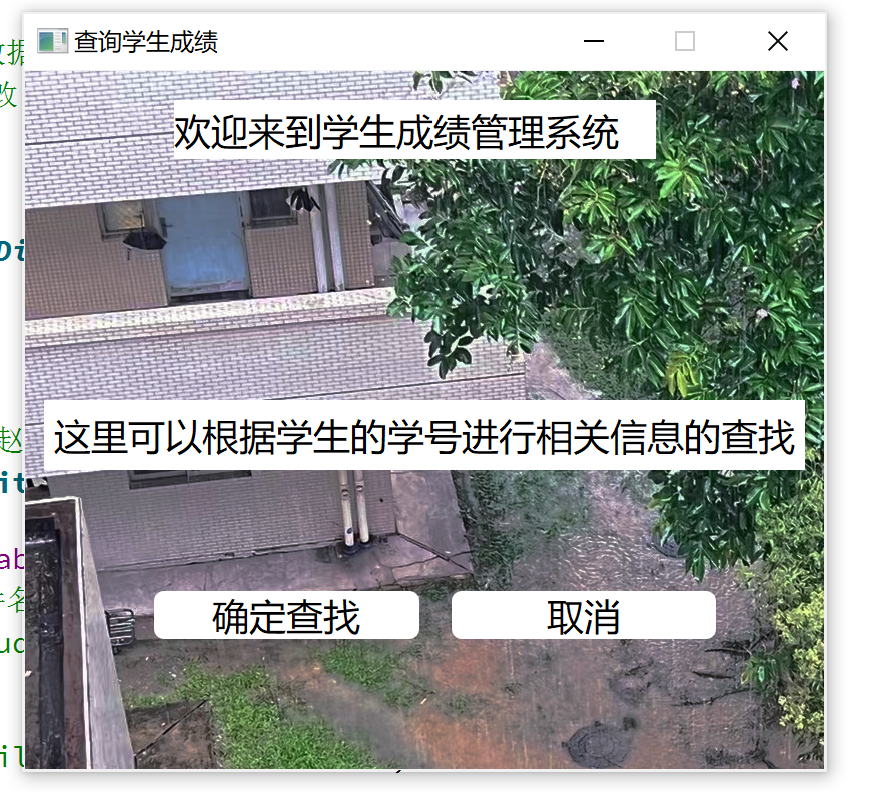 查询学生成绩
欢迎来到学生成绩管理系统
这里可以根据学生的学号进行相关信息的查找
确定查找
取消